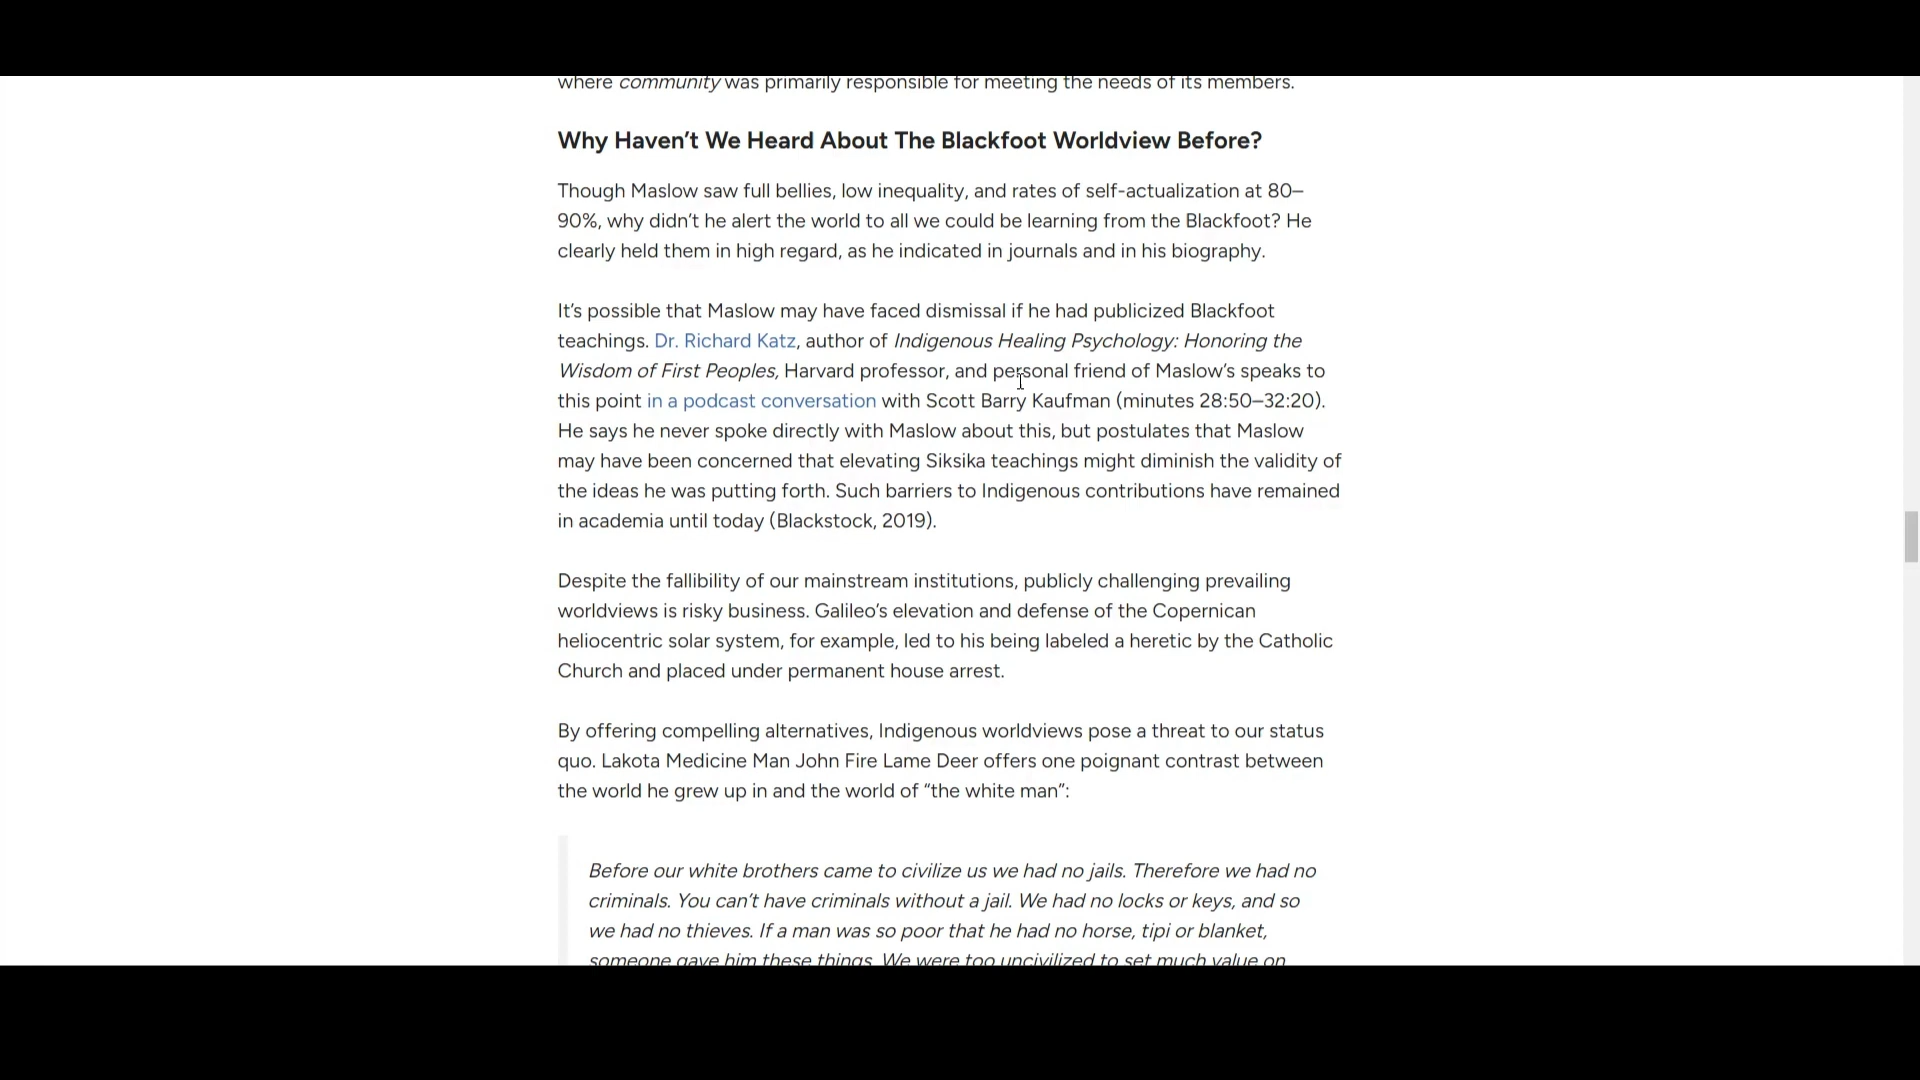 where community was primarily responsible for meeting the needs of its members.
Why Haven’t We Heard About The Blackfoot Worldview Before?
Though Maslow saw full bellies, low inequality, and rates of self-actualization at 80–
90%, why didn’t he alert the world to all we could be learning from the Blackfoot? He
clearly held them in high regard, as he indicated in journals and in his biography.
It’s possible that Maslow may have faced dismissal if he had publicized Blackfoot
teachings. Dr. Richard Katz, author of Indigenous Healing Psychology: Honoring the
Wisdom of First Peoples, Harvard professor, and personal friend of Maslow’s speaks to
this point in a podcast conversation with Scott Barry Kaufman (minutes 28:50–32:20).
He says he never spoke directly with Maslow about this, but postulates that Maslow
may have been concerned that elevating Siksika teachings might diminish the validity of
the ideas he was putting forth. Such barriers to Indigenous contributions have remained
in academia until today (Blackstock, 2019).
Despite the fallibility of our mainstream institutions, publicly challenging prevailing
worldviews is risky business. Galileo’s elevation and defense of the Copernican
heliocentric solar system, for example, led to his being labeled a heretic by the Catholic
Church and placed under permanent house arrest.
By offering compelling alternatives, Indigenous worldviews pose a threat to our status
quo. Lakota Medicine Man John Fire Lame Deer offers one poignant contrast between
the world he grew up in and the world of “the white man”:
Before our white brothers came to civilize us we had no jails. Therefore we had no
criminals. You can’t have criminals without a jail. We had no locks or keys, and so
we had no thieves. If a man was so poor that he had no horse, tipi or blanket,
someone gave him these things. We were too uncivilized to set much value on